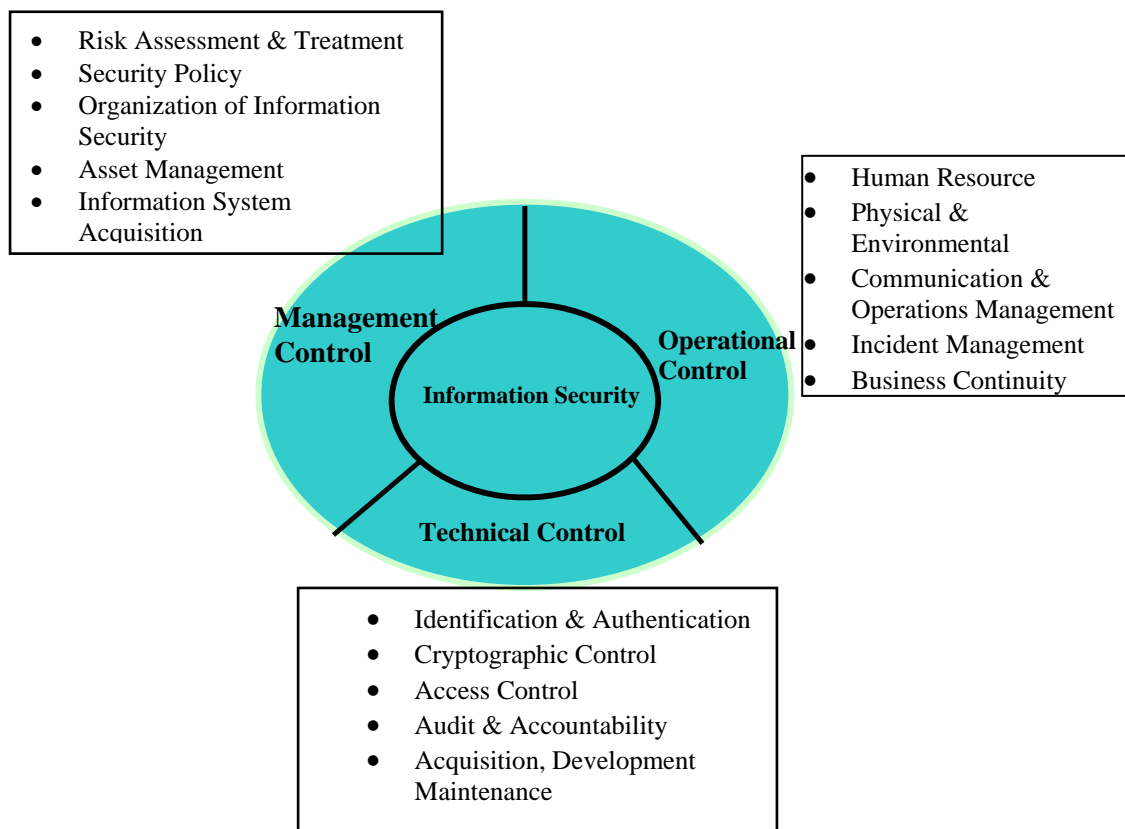 • Risk Assessment & Treatment
• Security Policy
• Organization of Information
Security
• Asset Management
• Information System
Acquisition
• Human Resource
• Physical &
Environmental
• Communication &
Operations Management
• Incident Management
• Business Continuity
Management
Control
Operational
Control
Information Security
Technical Control
• Identification & Authentication
• Cryptographic Control
• Access Control
• Audit & Accountability
• Acquisition, Development
Maintenance